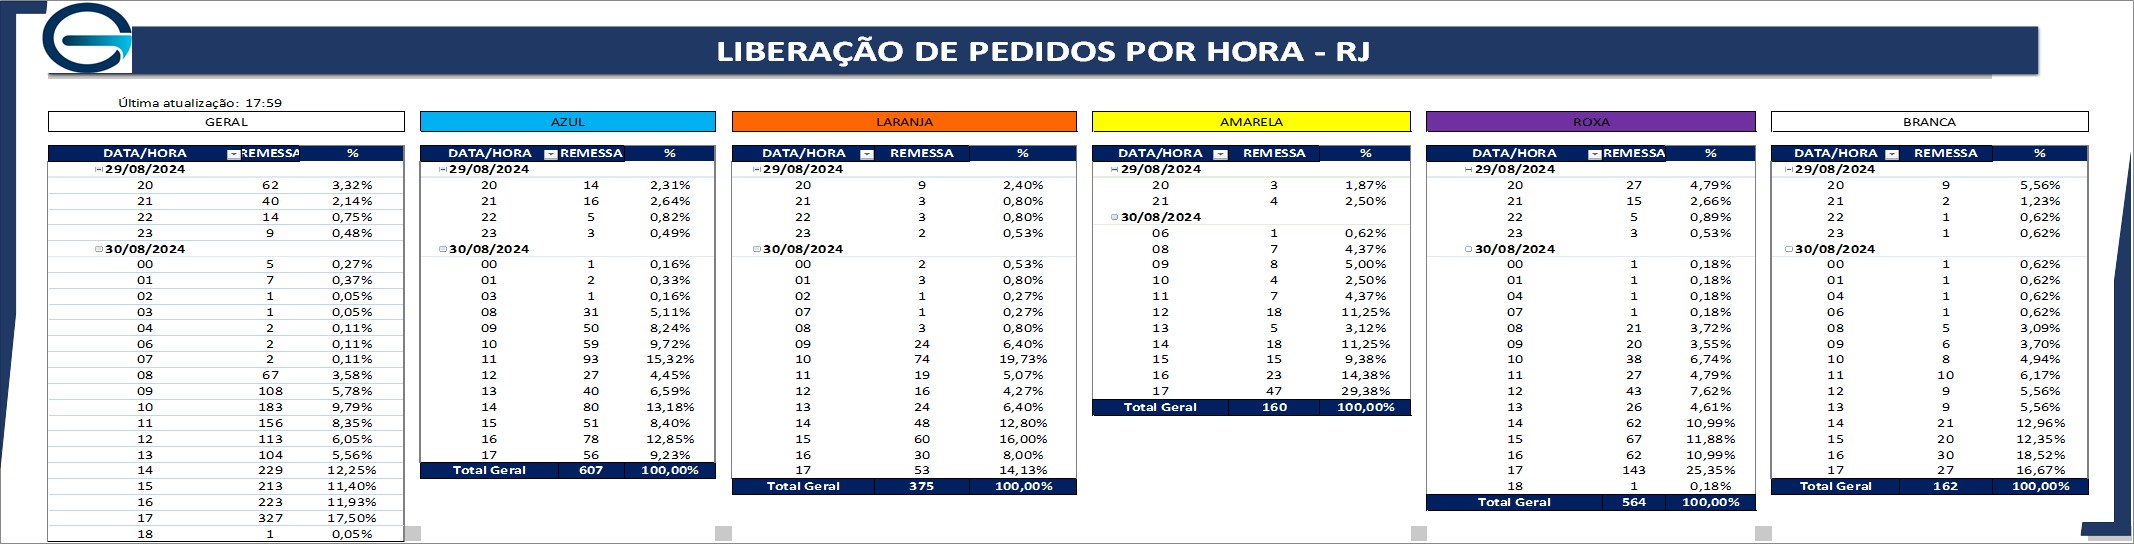 LIBERAÇÃO DE PEDIDOS POR HORA - RJ
Última atualização: 17:59
GERAL
DATA/HORA REMESSA %
29/08/2024
20 62 3,32%
21 40 2,14%
22 14 0,75%
23 9 0,48%
30/08/2024
00 5 0,27%
01 7 0,37%
02 1 0,05%
03 1 0,05%
04 2 0,11%
06 2 0,11%
07 2 0,11%
08 67 3,58%
09 108 5,78%
10 183 9,79%
11 156 8,35%
12 113 6,05%
13 104 5,56%
14 229 12,25%
15 213 11,40%
16 223 11,93%
17 327 17,50%
18 1 0,05%
AZUL
DATA/HORA REMESSA %
29/08/2024
20 14 2,31%
21 16 2,64%
22 5 0,82%
23 3 0,49%
30/08/2024
00 1 0,16%
01 2 0,33%
03 1 0,16%
08 31 5,11%
09 50 8,24%
10 59 9,72%
11 93 15,32%
12 27 4,45%
13 40 6,59%
14 80 13,18%
15 51 8,40%
16 78 12,85%
17 56 9,23%
Total Geral 607 100,00%
LARANJA
DATA/HORA REMESSA %
29/08/2024
20 9 2,40%
21 3 0,80%
22 3 0,80%
23 2 0,53%
30/08/2024
00 2 0,53%
01 3 0,80%
02 1 0,27%
07 1 0,27%
08 3 0,80%
09 24 6,40%
10 74 19,73%
11 19 5,07%
12 16 4,27%
13 24 6,40%
14 48 12,80%
15 60 16,00%
16 30 8,00%
17 53 14,13%
Total Geral 375 100,00%
AMARELA
DATA/HORA REMESSA %
29/08/2024
20 3 1,87%
21 4 2,50%
30/08/2024
06 1 0,62%
08 7 4,37%
09 8 5,00%
10 4 2,50%
11 7 4,37%
12 18 11,25%
13 5 3,12%
14 18 11,25%
15 15 9,38%
16 23 14,38%
17 47 29,38%
Total Geral 160 100,00%
ROXA
DATA/HORA REMESSA %
29/08/2024
20 27 4,79%
21 15 2,66%
22 5 0,89%
23 3 0,53%
30/08/2024
00 1 0,18%
01 1 0,18%
04 1 0,18%
07 1 0,18%
08 21 3,72%
09 20 3,55%
10 38 6,74%
11 27 4,79%
12 43 7,62%
13 26 4,61%
14 62 10,99%
15 67 11,88%
16 62 10,99%
17 143 25,35%
18 1 0,18%
Total Geral 564 100,00%
BRANCA
DATA/HORA REMESSA %
29/08/2024
20 9 5,56%
21 2 1,23%
22 1 0,62%
23 1 0,62%
30/08/2024
00 1 0,62%
01 1 0,62%
04 1 0,62%
06 1 0,62%
08 5 3,09%
09 6 3,70%
10 8 4,94%
11 10 6,17%
12 9 5,56%
13 9 5,56%
14 21 12,96%
15 20 12,35%
16 30 18,52%
17 27 16,67%
Total Geral 162 100,00%